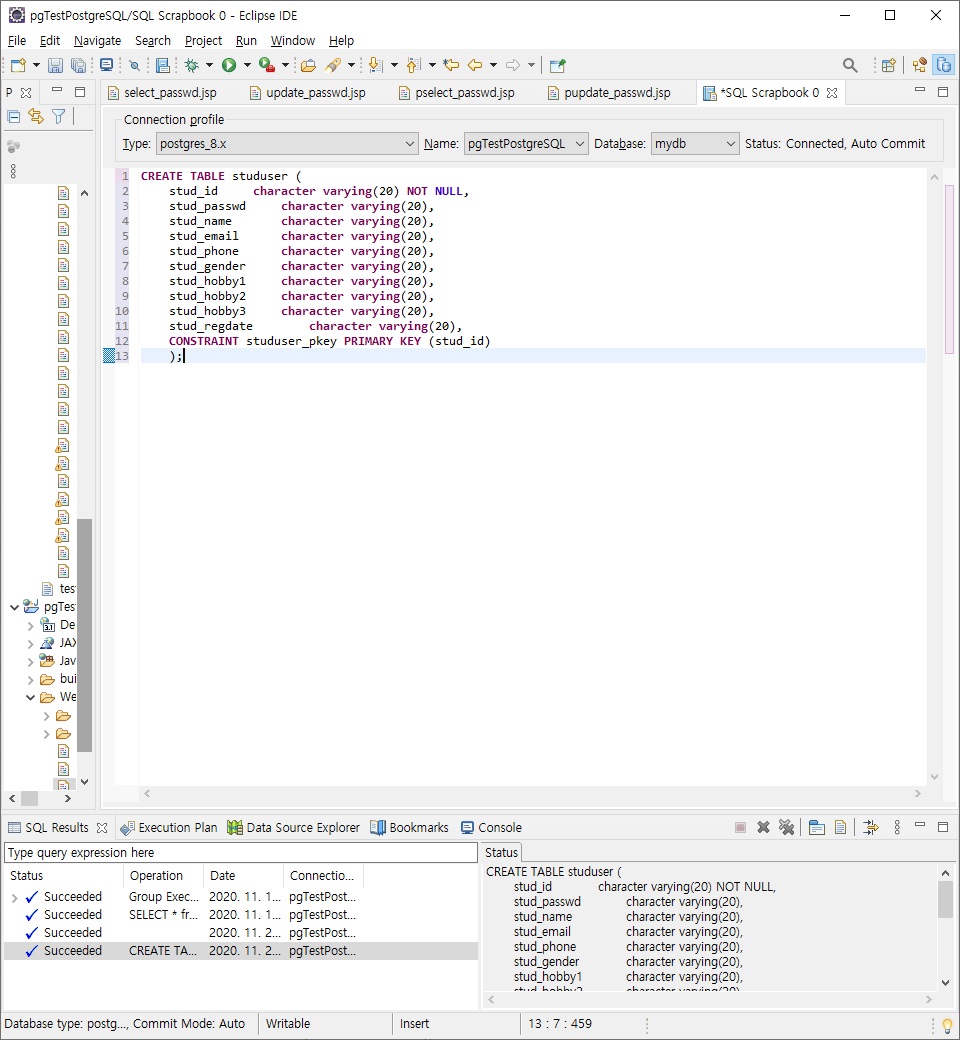 pgTestPostgreSQL/SQL Scrapbook 0 - Eclipse IDE
File Edit Navigate Search Project Run Window Help
P select_passwd.jsp update_passwd.jsp pselect_passwd.jsp pupdate_passwd.jsp *SQL Scrapbook 0
Connection profile
Type: postgres_8.x Name: pgTestPostgreSQL Database: mydb Status: Connected, Auto Commit
1 CREATE TABLE studuser (
2 stud_id character varying(20) NOT NULL,
3 stud_passwd character varying(20),
4 stud_name character varying(20),
5 stud_email character varying(20),
6 stud_phone character varying(20),
7 stud_gender character varying(20),
8 stud_hobby1 character varying(20),
9 stud_hobby2 character varying(20),
10 stud_hobby3 character varying(20),
11 stud_regdate character varying(20),
12 CONSTRAINT studuser_pkey PRIMARY KEY (stud_id)
13 );
tes
pgTes
3.1 De
JAX
Jav
bui
We
SQL Results Execution Plan Data Source Explorer Bookmarks Console
Type query expression here
Status Operation Date Connectio...
Succeeded Group Exec... 2020. 11. 1... pgTestPost...
Succeeded SELECT * fr... 2020. 11. 1... pgTestPost...
Succeeded 2020. 11. 2... pgTestPost...
Succeeded CREATE TA... 2020. 11. 2... pgTestPost...
Status
CREATE TABLE studuser (
stud_id character varying(20) NOT NULL,
stud_passwd character varying(20),
stud_name character varying(20),
stud_email character varying(20),
stud_phone character varying(20),
stud_gender character varying(20),
stud_hobby1 character varying(20),
stud_hobby2 character varying(20),
Database type: postg..., Commit Mode: Auto Writable Insert 13 : 7 : 459